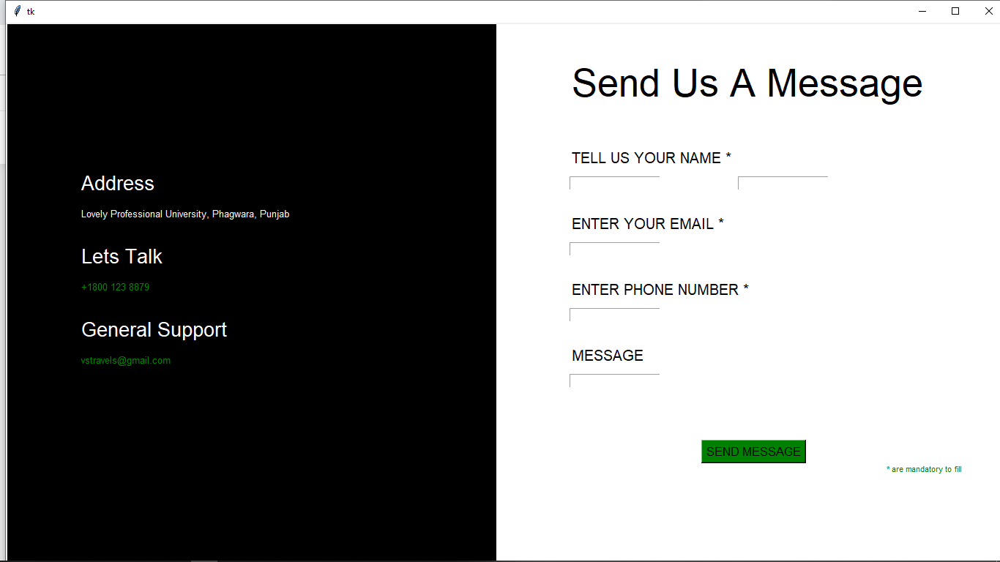 tk
Address
Lovely Professional University, Phagwara, Punjab
Lets Talk
+1800 123 8879
General Support
vstravels@gmail.com
Send Us A Message
TELL US YOUR NAME *
ENTER YOUR EMAIL *
ENTER PHONE NUMBER *
MESSAGE
SEND MESSAGE
* are mandatory to fill